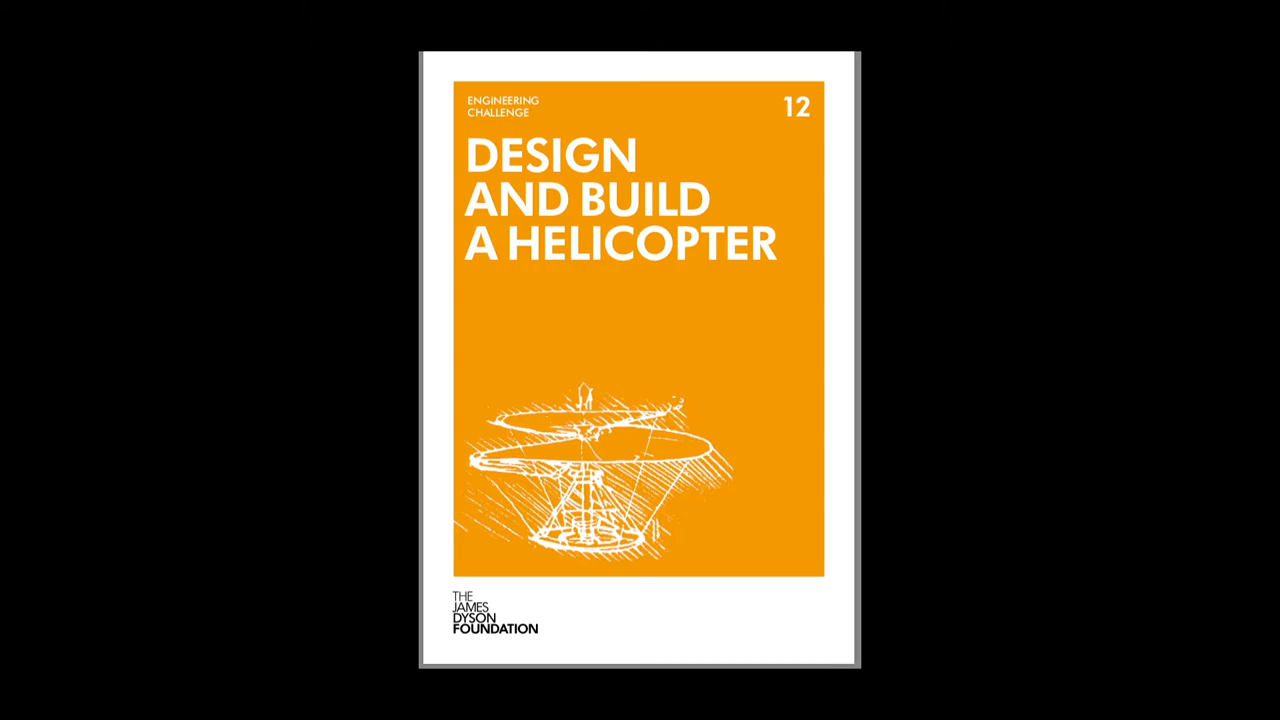 ENGINEERING
CHALLENGE
12
DESIGN
AND BUILD
A HELICOPTER
THE
JAMES
DYSON
FOUNDATION